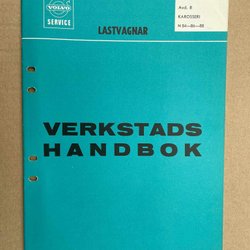 VOLVO
SERVICE
LASTVAGNAR
Avd. 8
KAROSSERI
N 84—86—88
VERKSTADS
HANDBOK